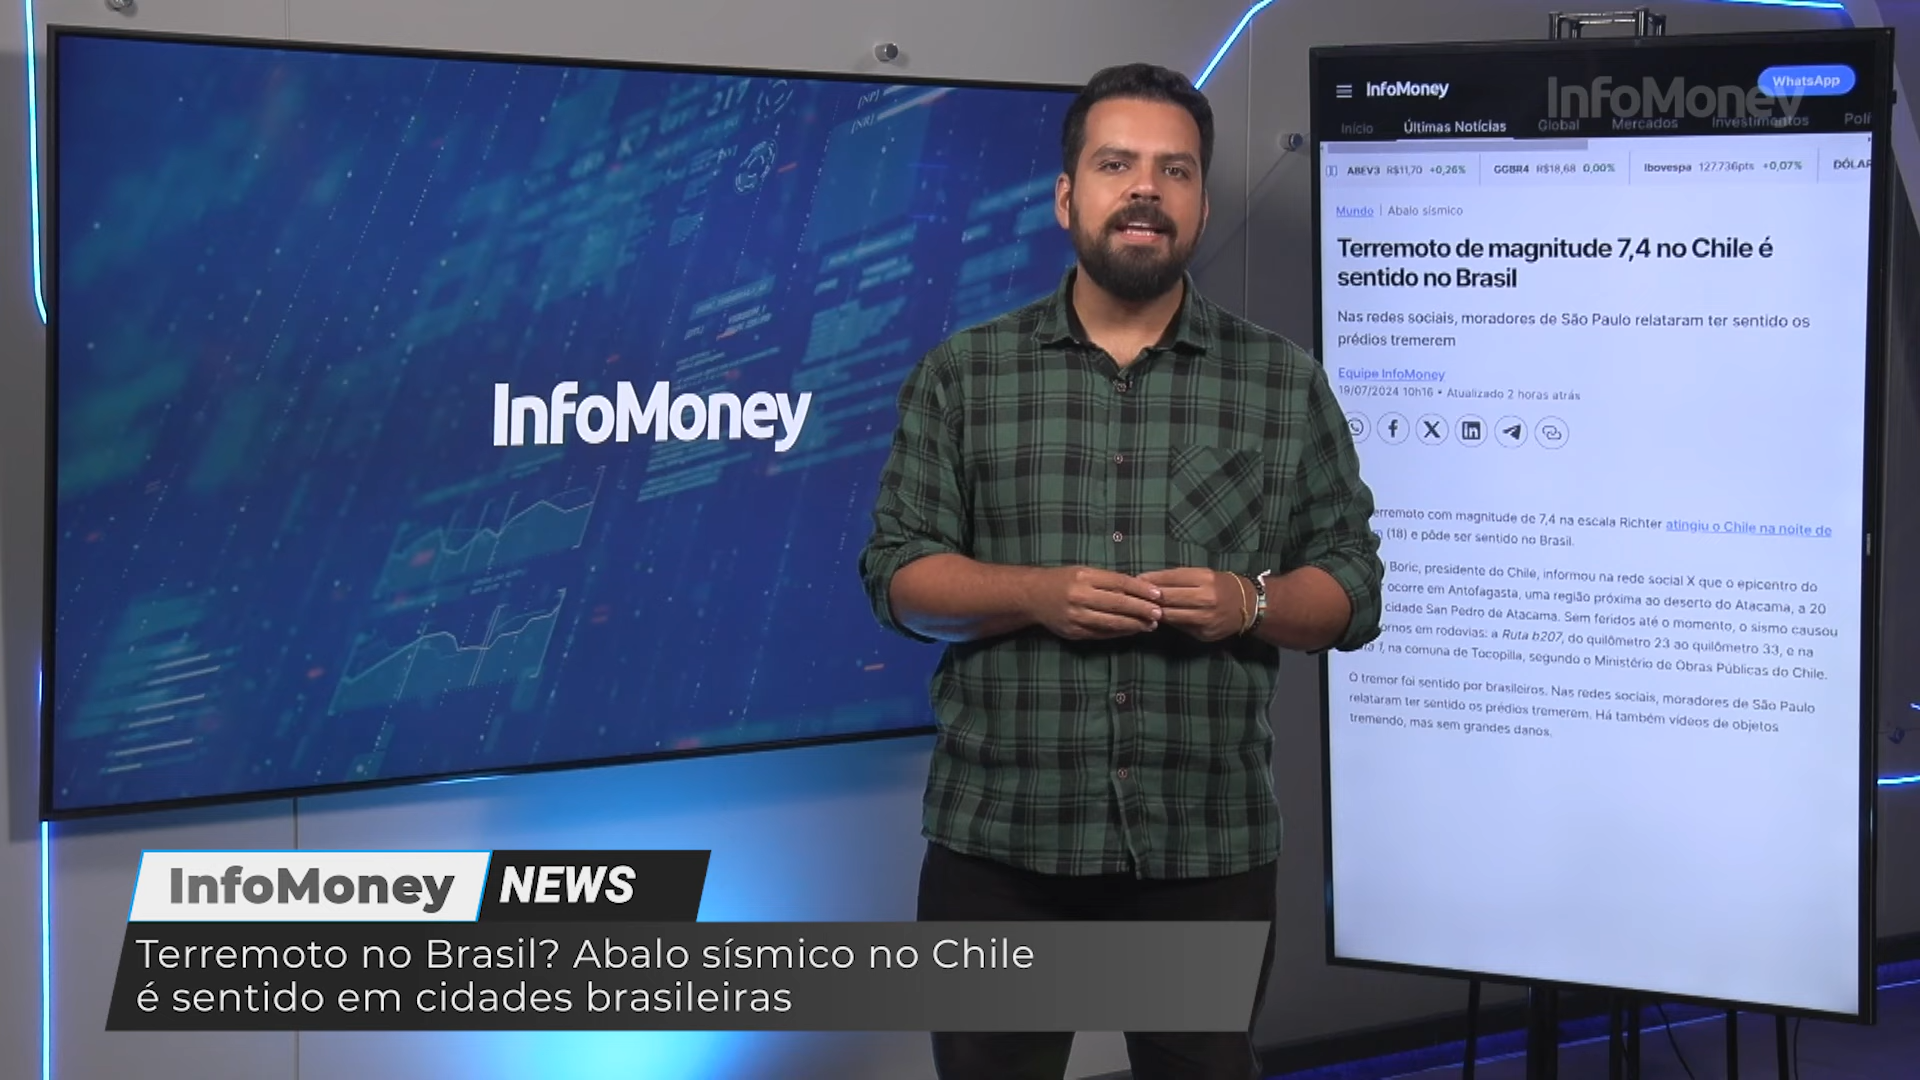 InfoMoney
InfoMoney
WhatsApp
InfoMoney
Início Últimas Notícias Global Mercados Investimentos Polí
ABEV3 R$11,70 +0,26% GGBR4 R$18,68 0,00% Ibovespa 127.736pts +0,07% DÓLAR
Mundo | Abalo sísmico
Terremoto de magnitude 7,4 no Chile é
sentido no Brasil
Nas redes sociais, moradores de São Paulo relataram ter sentido os
prédios tremerem
Equipe InfoMoney
19/07/2024 10h16 • Atualizado 2 horas atrás
erremoto com magnitude de 7,4 na escala Richter atingiu o Chile na noite de
(18) e pôde ser sentido no Brasil.
Boric, presidente do Chile, informou na rede social X que o epicentro do
ocorre em Antofagasta, uma região próxima ao deserto do Atacama, a 20
cidade San Pedro de Atacama. Sem feridos até o momento, o sismo causou
ornos em rodovias: a Ruta b207, do quilômetro 23 ao quilômetro 33, e na
1, na comuna de Tocopilla, segundo o Ministério de Obras Públicas do Chile.
O tremor foi sentido por brasileiros. Nas redes sociais, moradores de São Paulo
relataram ter sentido os prédios tremerem. Há também vídeos de objetos
tremendo, mas sem grandes danos.
InfoMoney NEWS
Terremoto no Brasil? Abalo sísmico no Chile
é sentido em cidades brasileiras